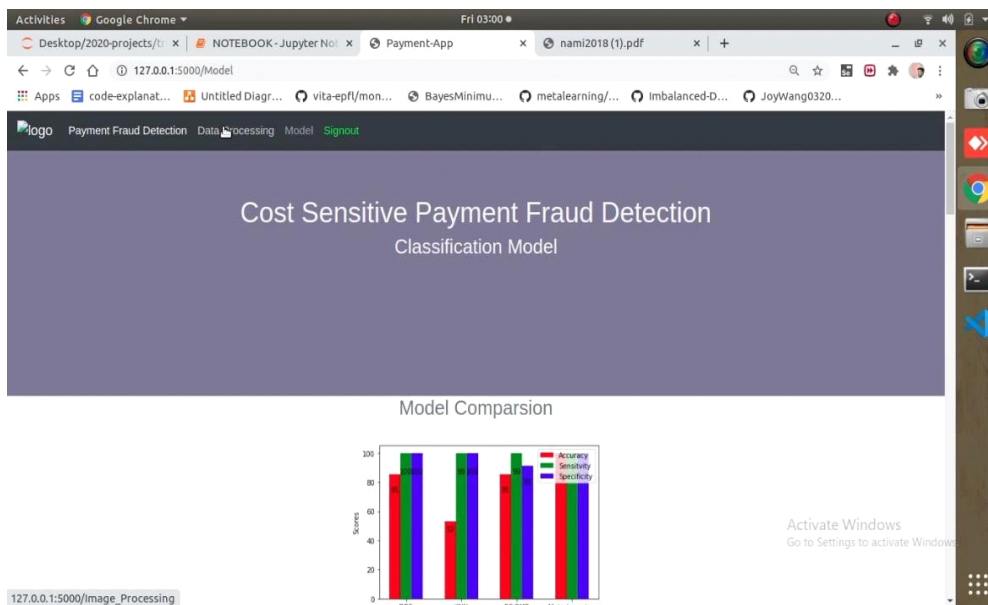 Activities Google Chrome Fri 03:00
Desktop/2020-projects/t NOTEBOOK - Jupyter Not Payment-App nami2018 (1).pdf
127.0.0.1:5000/Model
Apps code-explanat... Untitled Diagr... vita-epfl/mon... BayesMinimu... metalearning/... Imbalanced-D... JoyWang0320... »
logo Payment Fraud Detection Data Processing Model Signout
Cost Sensitive Payment Fraud Detection
Classification Model
Model Comparsion
Accuracy
Sensitvity
Specificity
100
80
60
40
20
0
Scores
Activate Windows
Go to Settings to activate Windows
127.0.0.1:5000/Image_Processing